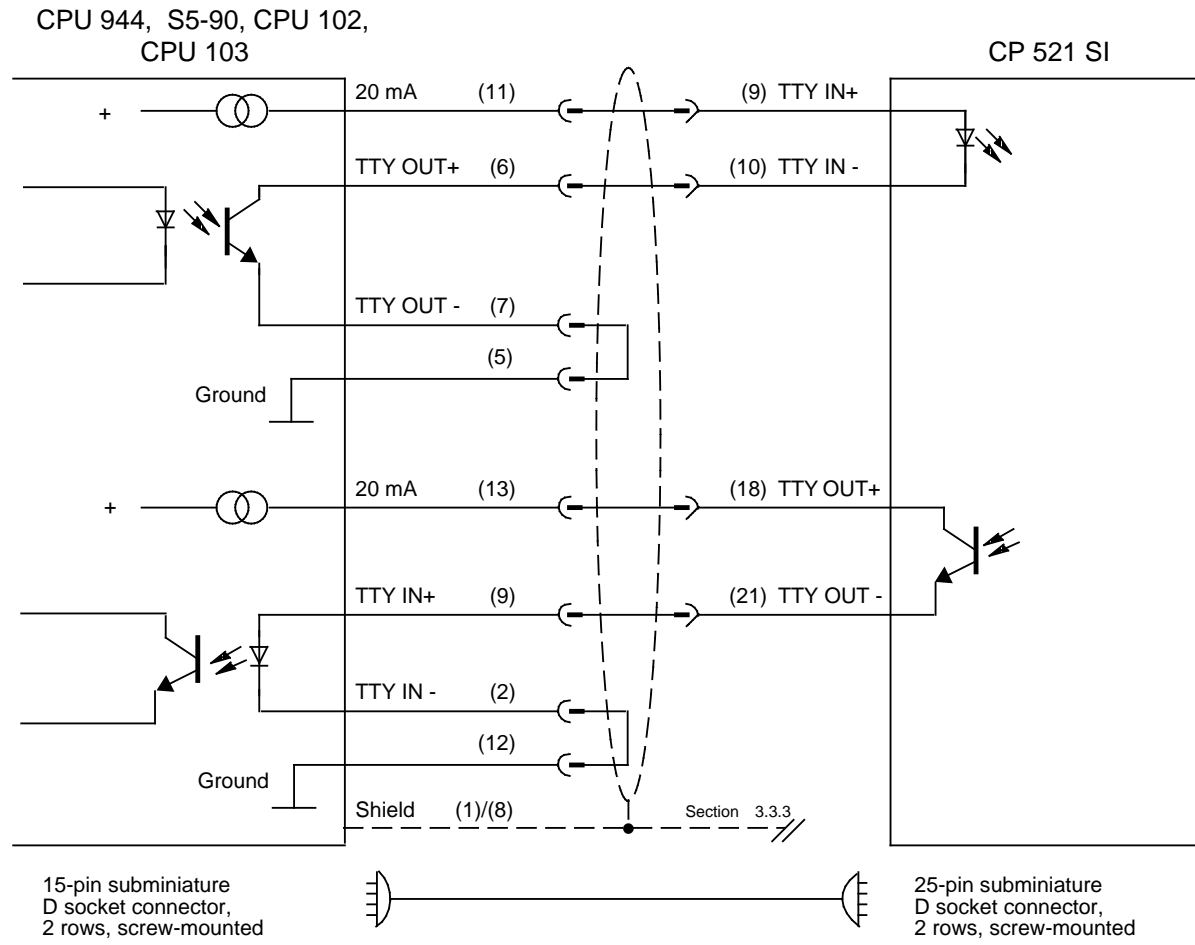 CPU 944, S5-90, CPU 102,
CPU 103
CP 521 SI
+
20 mA (11)
(9) TTY IN+
TTY OUT+ (6)
(10) TTY IN -
TTY OUT - (7)
(5)
Ground
+
20 mA (13)
(18) TTY OUT+
TTY IN+ (9)
(21) TTY OUT -
TTY IN - (2)
(12)
Ground
Shield (1)/(8)
Section 3.3.3
15-pin subminiature
D socket connector,
2 rows, screw-mounted
25-pin subminiature
D socket connector,
2 rows, screw-mounted